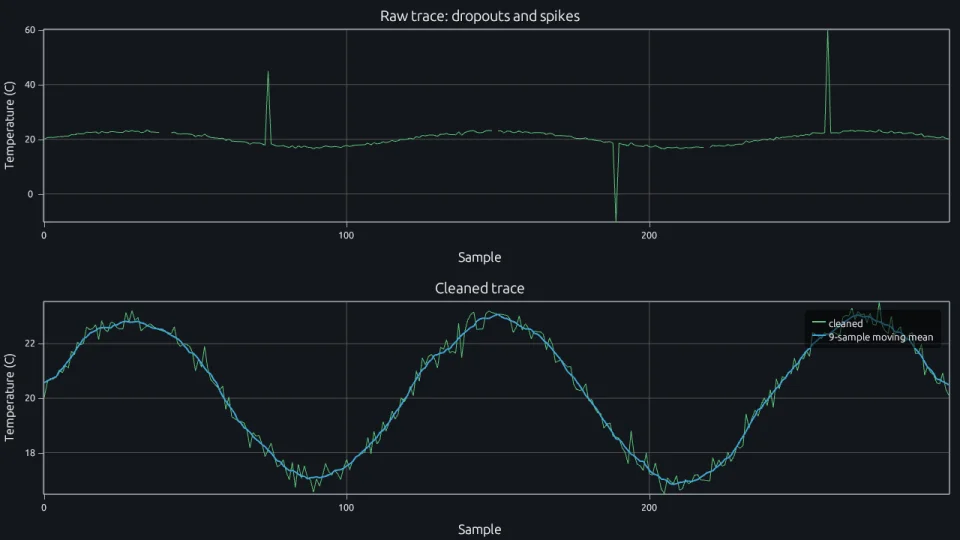 Raw trace: dropouts and spikes
Temperature (C)
60
40
20
0
0
100
200
Sample
Cleaned trace
Temperature (C)
22
20
18
cleaned
9-sample moving mean
0
100
200
Sample